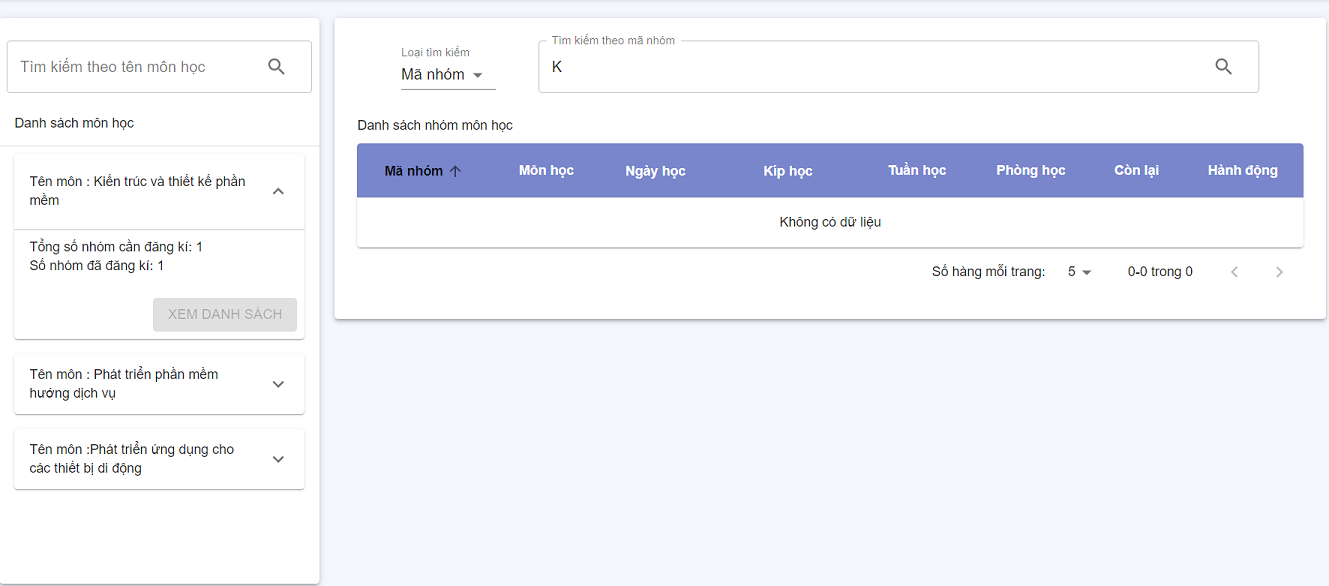 Tìm kiếm theo tên môn học
Danh sách môn học
Tên môn : Kiến trúc và thiết kế phần
mềm
Tổng số nhóm cần đăng kí: 1
Số nhóm đã đăng kí: 1
XEM DANH SÁCH
Tên môn : Phát triển phần mềm
hướng dịch vụ
Tên môn :Phát triển ứng dụng cho
các thiết bị di động
Loại tìm kiếm
Mã nhóm
Tìm kiếm theo mã nhóm
K
Danh sách nhóm môn học
Mã nhóm Môn học Ngày học Kíp học Tuần học Phòng học Còn lại Hành động
Không có dữ liệu
Số hàng mỗi trang: 5 0-0 trong 0